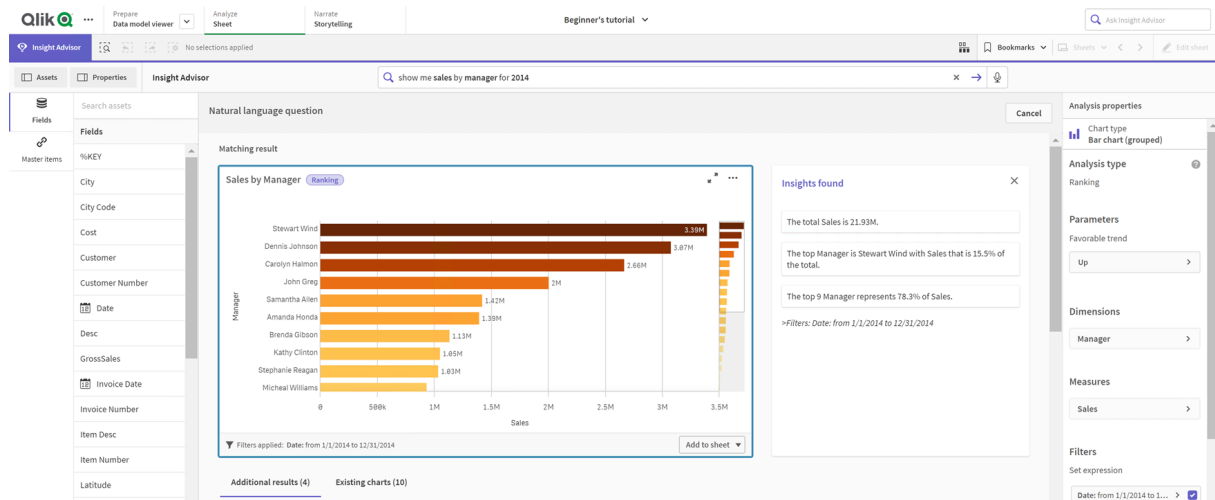 Qlik
...
Prepare
Data model viewer
Analyze
Sheet
Narrate
Storytelling
Beginner's tutorial
Ask Insight Advisor
Insight Advisor
No selections applied
Bookmarks
Sheets
Edit sheet
Assets
Properties
Insight Advisor
show me sales by manager for 2014
Fields
Master items
Search assets
Fields
%KEY
City
City Code
Cost
Customer
Customer Number
Date
Desc
GrossSales
Invoice Date
Invoice Number
Item Desc
Item Number
Latitude
Natural language question
Cancel
Matching result
Sales by Manager
Ranking
Manager
Stewart Wind 3.39M
Dennis Johnson 3.07M
Carolyn Halmon 2.66M
John Greg 2M
Samantha Allen 1.42M
Amanda Honda 1.39M
Brenda Gibson 1.13M
Kathy Clinton 1.05M
Stephanie Reagan 1.03M
Micheal Williams
0 500k 1M 1.5M 2M 2.5M 3M 3.5M
Sales
Filters applied: Date: from 1/1/2014 to 12/31/2014
Add to sheet
Additional results (4)
Existing charts (10)
Insights found
The total Sales is 21.93M.
The top Manager is Stewart Wind with Sales that is 15.5% of
the total.
The top 9 Manager represents 78.3% of Sales.
>Filters: Date: from 1/1/2014 to 12/31/2014
Analysis properties
Chart type
Bar chart (grouped)
Analysis type
Ranking
Parameters
Favorable trend
Up
Dimensions
Manager
Measures
Sales
Filters
Set expression
Date: from 1/1/2014 to 1...